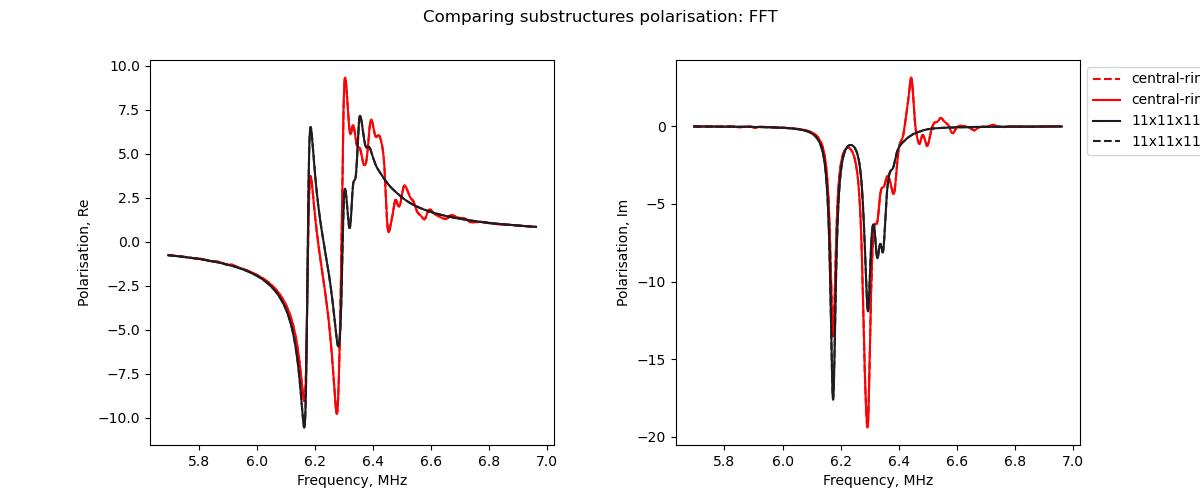 Comparing substructures polarisation: FFT
Polarisation, Re
10.0
7.5
5.0
2.5
0.0
−2.5
−5.0
−7.5
−10.0
5.8 6.0 6.2 6.4 6.6 6.8 7.0
Frequency, MHz
Polarisation, Im
0
−5
−10
−15
−20
5.8 6.0 6.2 6.4 6.6 6.8 7.0
Frequency, MHz
central-rin
central-rin
11x11x11
11x11x11